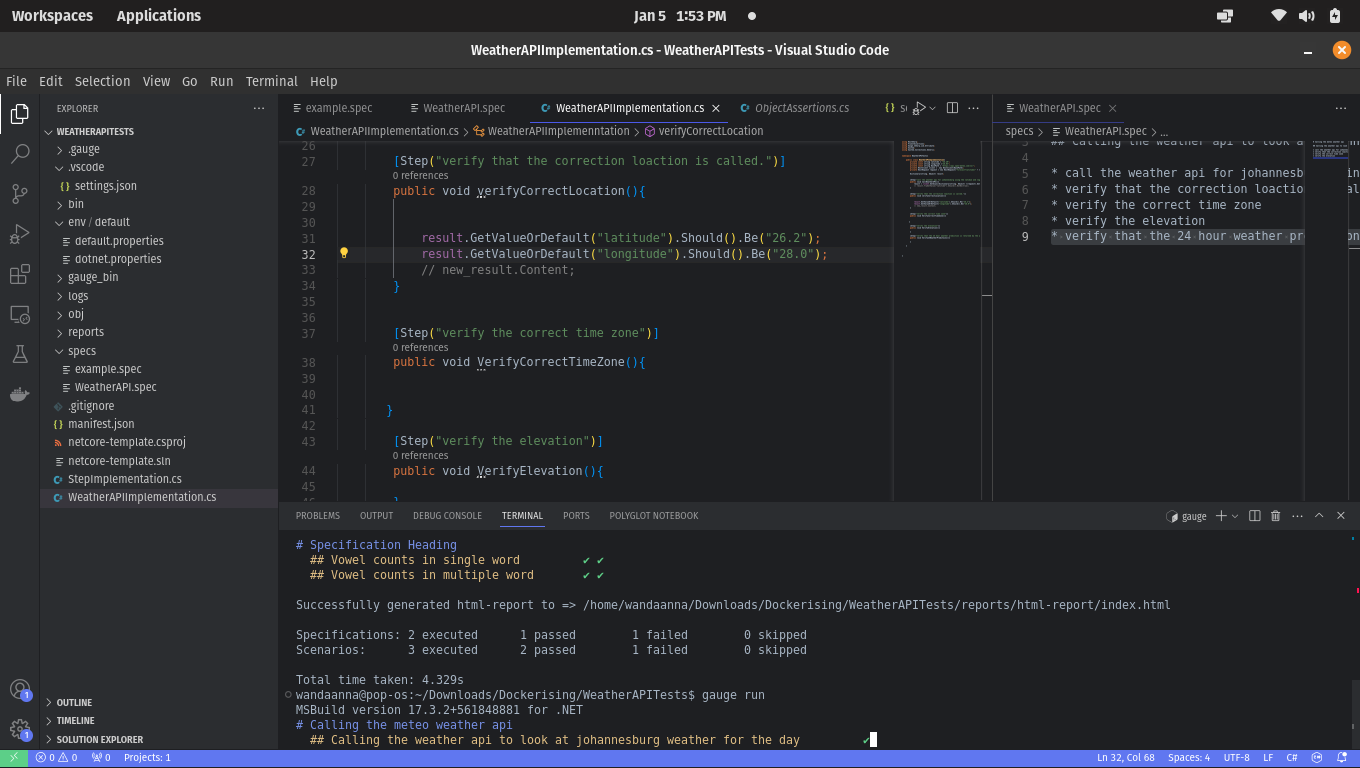 Workspaces Applications Jan 5 1:53 PM
WeatherAPIImplementation.cs - WeatherAPITests - Visual Studio Code
File Edit Selection View Go Run Terminal Help
EXPLORER
WEATHERAPITESTS
.gauge
.vscode
{ } settings.json
bin
env / default
default.properties
dotnet.properties
gauge_bin
logs
obj
reports
specs
example.spec
WeatherAPI.spec
.gitignore
{ } manifest.json
netcore-template.csproj
netcore-template.sln
StepImplementation.cs
WeatherAPIImplementation.cs
OUTLINE
TIMELINE
SOLUTION EXPLORER
1
1
example.spec WeatherAPI.spec WeatherAPIImplementation.cs ObjectAssertions.cs { }
WeatherAPIImplementation.cs > WeatherAPIImplemenntation > verifyCorrectLocation
26
27 [Step("verify that the correction loaction is called.")]
0 references
28 public void verifyCorrectLocation(){
29
30
31 result.GetValueOrDefault("latitude").Should().Be("26.2");
32 result.GetValueOrDefault("longitude").Should().Be("28.0");
33 // new_result.Content;
34 }
35
36
37 [Step("verify the correct time zone")]
0 references
38 public void VerifyCorrectTimeZone(){
39
40
41 }
42
43 [Step("verify the elevation")]
0 references
44 public void VerifyElevation(){
45
46 }
WeatherAPI.spec
specs > WeatherAPI.spec > ...
3 ## Calling the weather api to look a
4
5 * call the weather api for johannesb
6 * verify that the correction loactio
7 * verify the correct time zone
8 * verify the elevation
9 * verify that the 24 hour weather pr
PROBLEMS OUTPUT DEBUG CONSOLE TERMINAL PORTS POLYGLOT NOTEBOOK gauge
# Specification Heading
## Vowel counts in single word ✔ ✔
## Vowel counts in multiple word ✔ ✔
Successfully generated html-report to => /home/wandaanna/Downloads/Dockerising/WeatherAPITests/reports/html-report/index.html
Specifications: 2 executed 1 passed 1 failed 0 skipped
Scenarios: 3 executed 2 passed 1 failed 0 skipped
Total time taken: 4.329s
wandaanna@pop-os:~/Downloads/Dockerising/WeatherAPITests$ gauge run
MSBuild version 17.3.2+561848881 for .NET
# Calling the meteo weather api
## Calling the weather api to look at johannesburg weather for the day ✔
0 0 0 Projects: 1 Ln 32, Col 68 Spaces: 4 UTF-8 LF C#